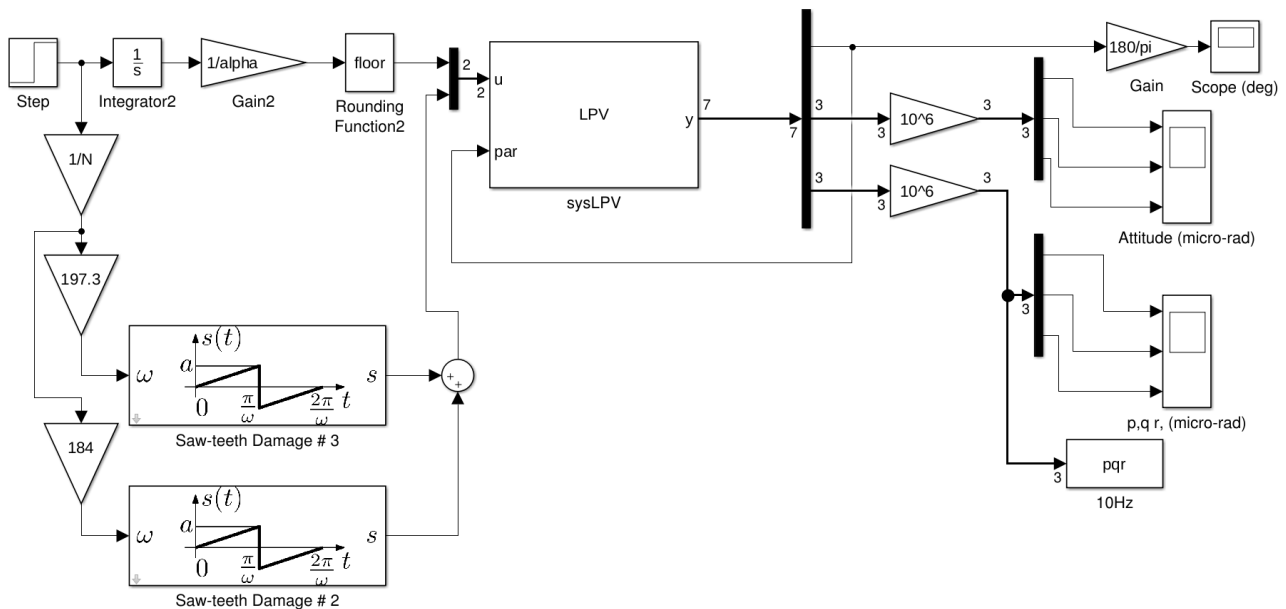 Step
1
s
Integrator2
1/alpha
Gain2
floor
Rounding
Function2
2
2
u
par
LPV
y
sysLPV
7
7
180/pi
Gain
Scope (deg)
3
3
10^6
3
3
Attitude (micro-rad)
3
3
10^6
3
3
p,q r, (micro-rad)
pqr
3
10Hz
1/N
197.3
184
ω
s(t)
a
0
π
ω
2π
ω
t
s
Saw-teeth Damage # 3
+
+
ω
s(t)
a
0
π
ω
2π
ω
t
s
Saw-teeth Damage # 2